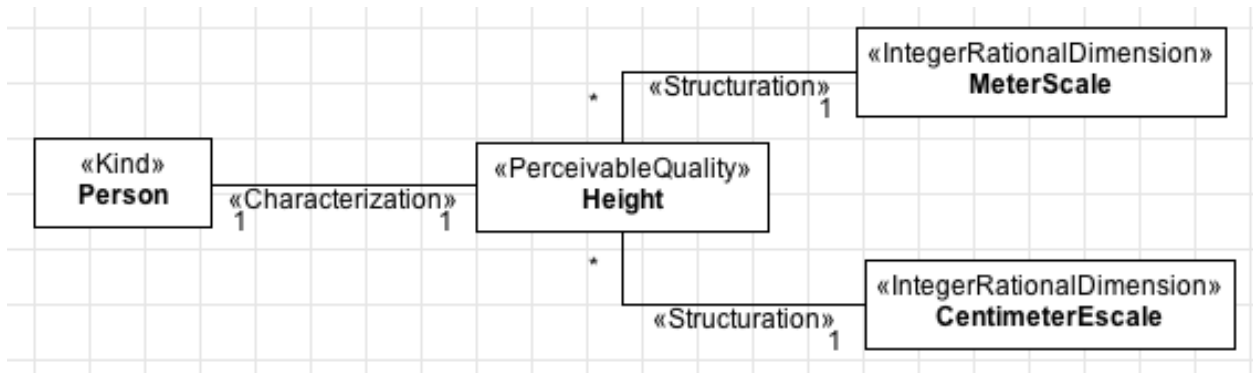 «IntegerRationalDimension»
MeterScale
«Structuration»
*
1
«Kind»
Person
«PerceivableQuality»
Height
«Characterization»
1
1
*
«IntegerRationalDimension»
CentimeterEscale
«Structuration»
1